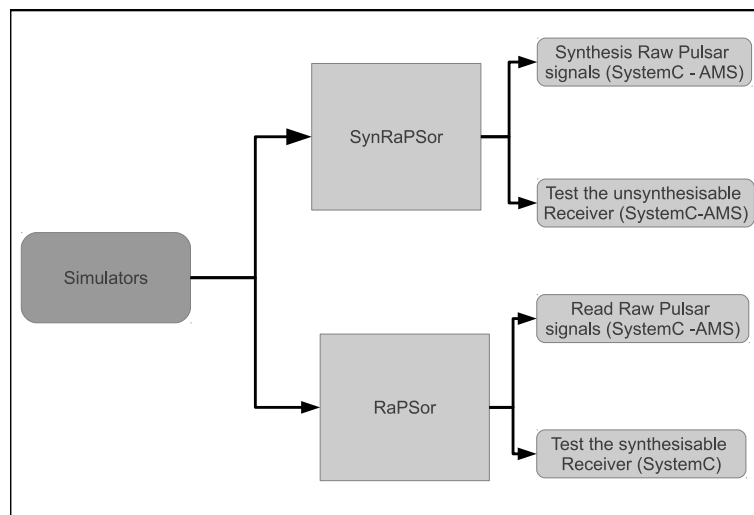 Synthesis Raw Pulsar
signals (SystemC - AMS)
SynRaPSor
Test the unsynthesisable
Receiver (SystemC-AMS)
Simulators
Read Raw Pulsar
signals (SystemC -AMS)
RaPSor
Test the synthesisable
Receiver (SystemC)